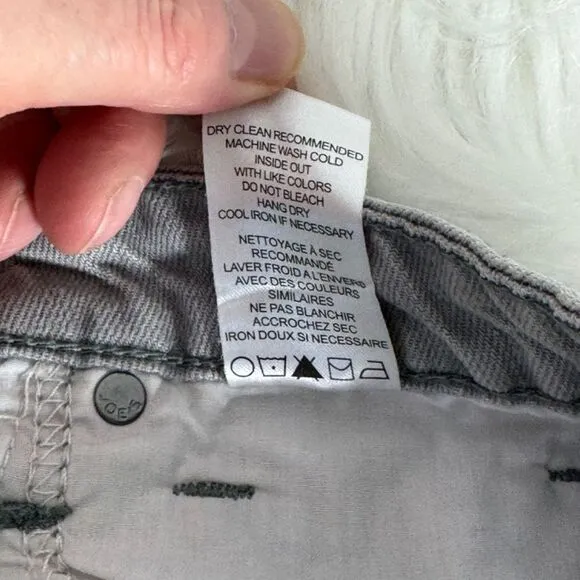 DRY CLEAN RECOMMENDED
MACHINE WASH COLD
INSIDE OUT
WITH LIKE COLORS
DO NOT BLEACH
HANG DRY
COOL IRON IF NECESSARY
NETTOYAGE À SEC
RECOMMANDÉ
LAVER FROID A L'ENVERS
AVEC DES COULEURS
SIMILAIRES
NE PAS BLANCHIR
ACCROCHEZ SEC
IRON DOUX SI NECESSAIRE
JOE'S